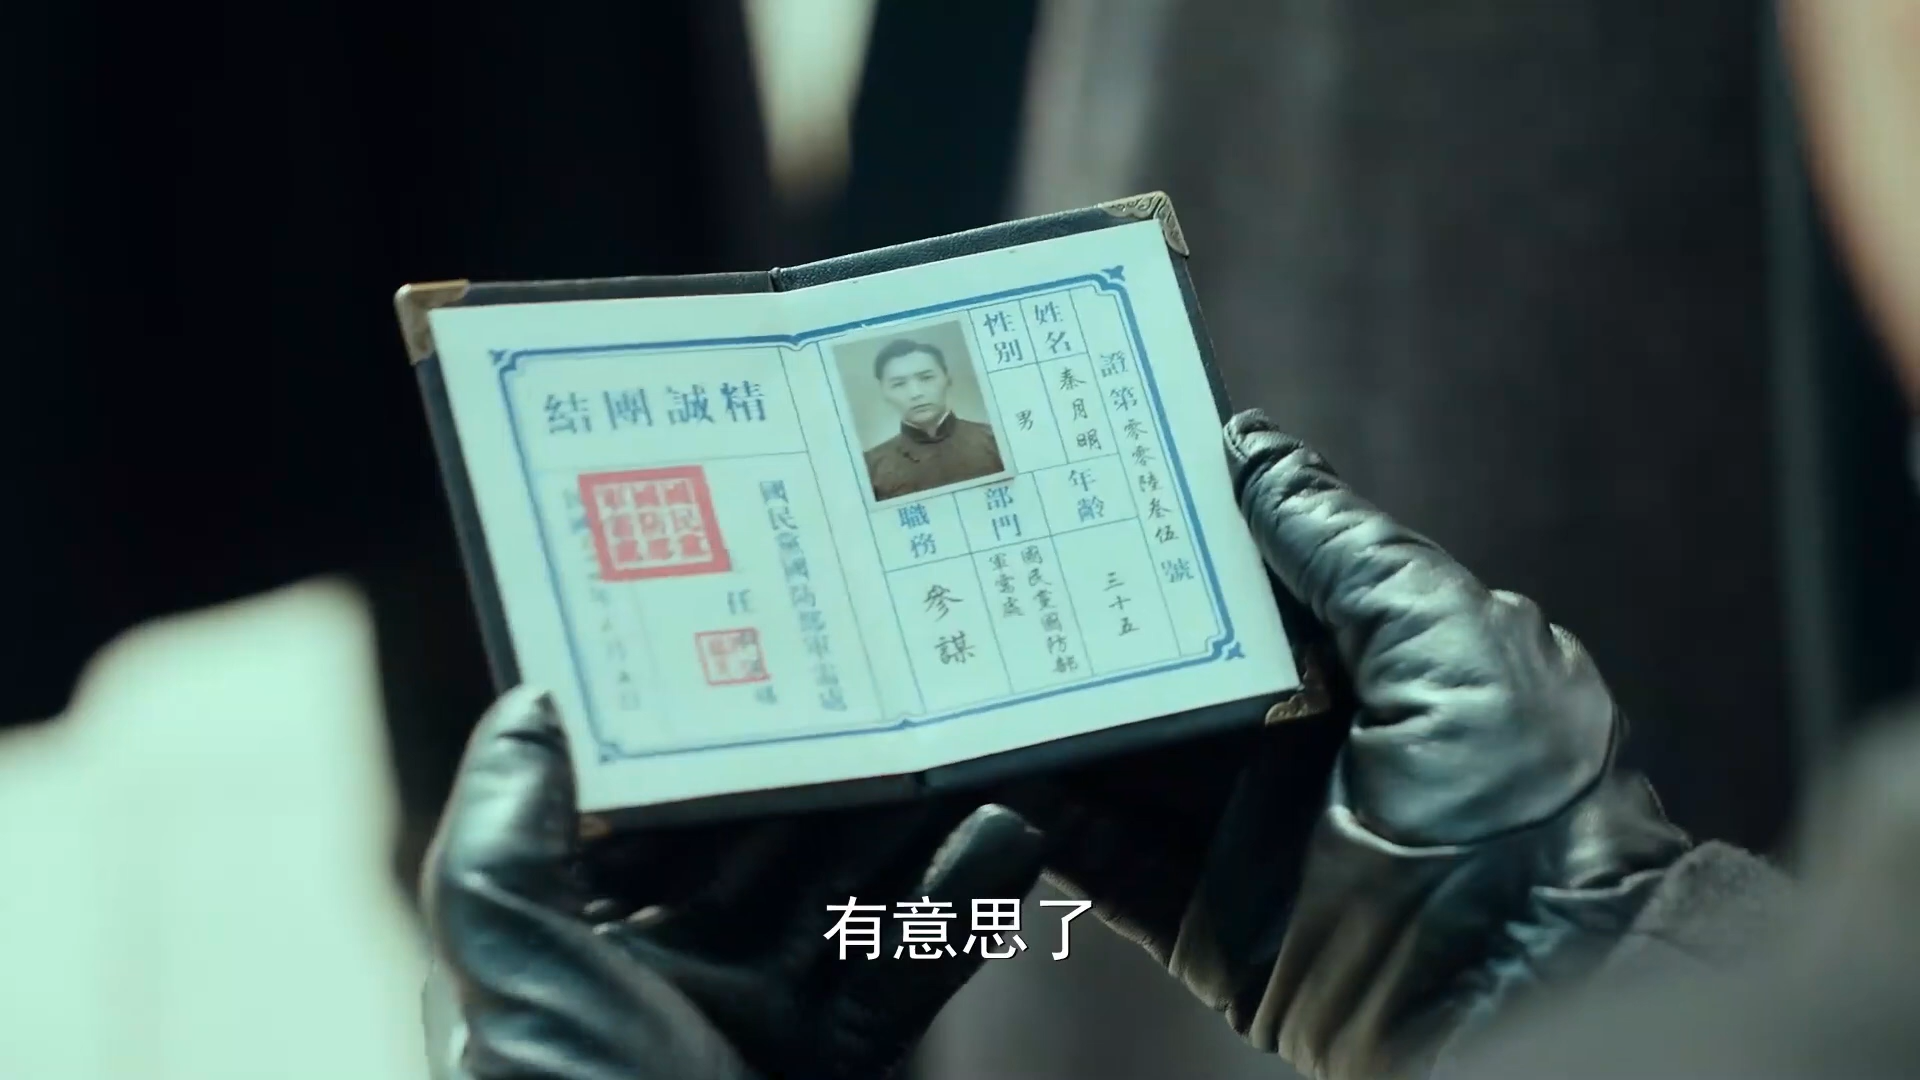 證第零零陸叁伍號
姓名
秦月明
性別
男
年齡
三十五
部門
國民黨國防部
軍需處
職務
參謀
精誠團結
國民黨國防部軍需處
任
有意思了